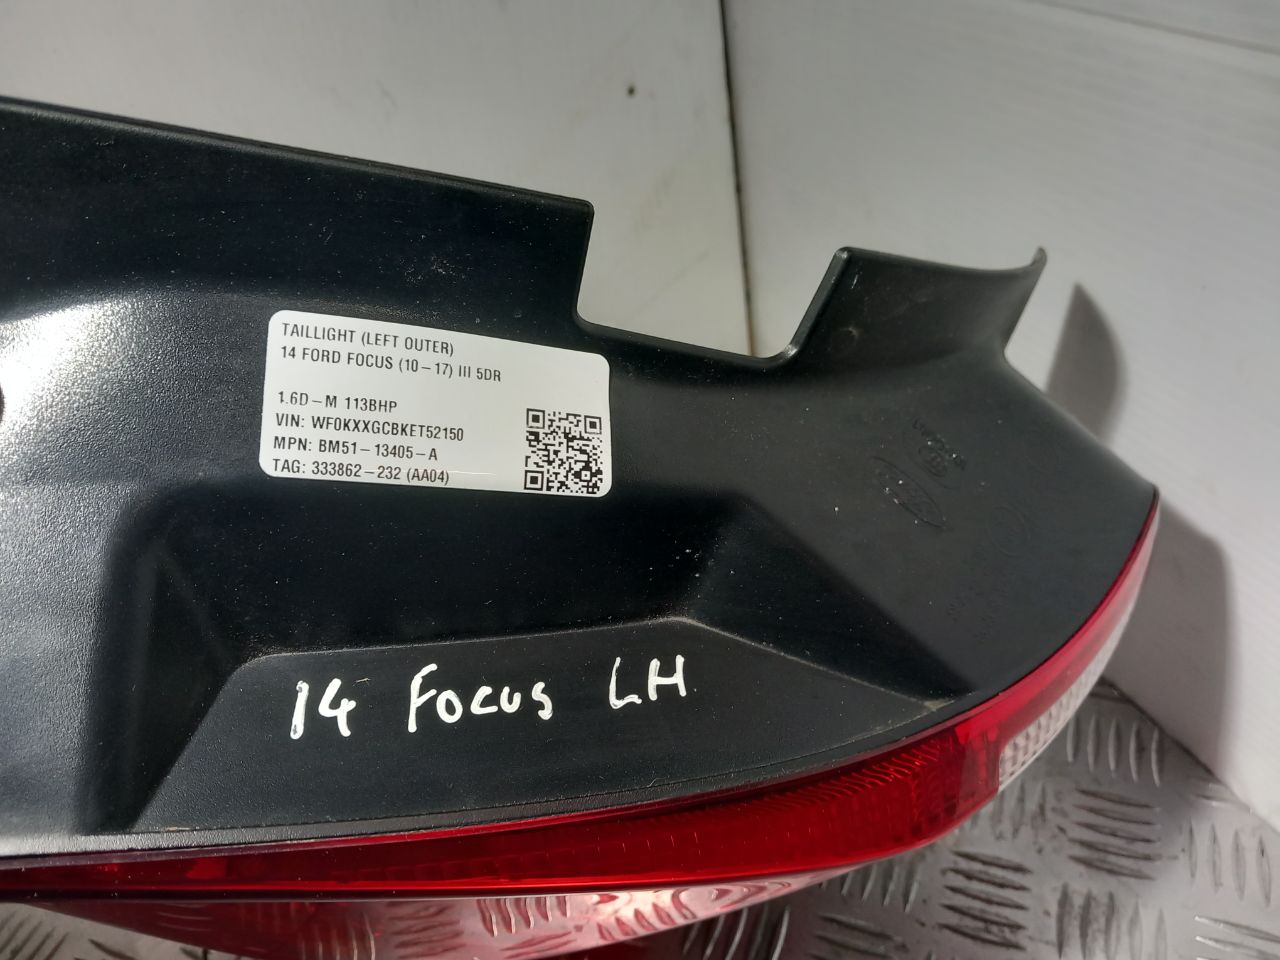 TAILLIGHT (LEFT OUTER)
14 FORD FOCUS (10-17) III 5DR
1.6D-M 113BHP
VIN: WF0KXXGCBKET52150
MPN: BM51-13405-A
TAG: 333862-232 (AA04)
14 Focus LH